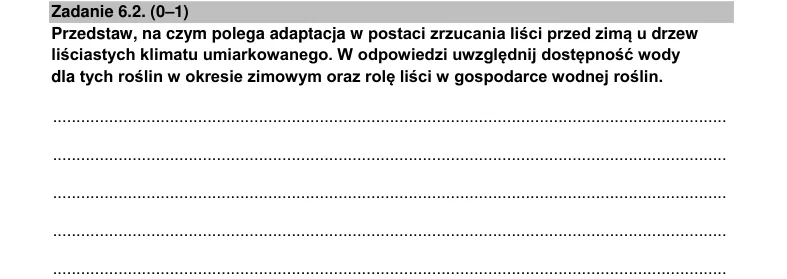 Zadanie 6.2. (0–1)
Przedstaw, na czym polega adaptacja w postaci zrzucania liści przed zimą u drzew
liściastych klimatu umiarkowanego. W odpowiedzi uwzględnij dostępność wody
dla tych roślin w okresie zimowym oraz rolę liści w gospodarce wodnej roślin.